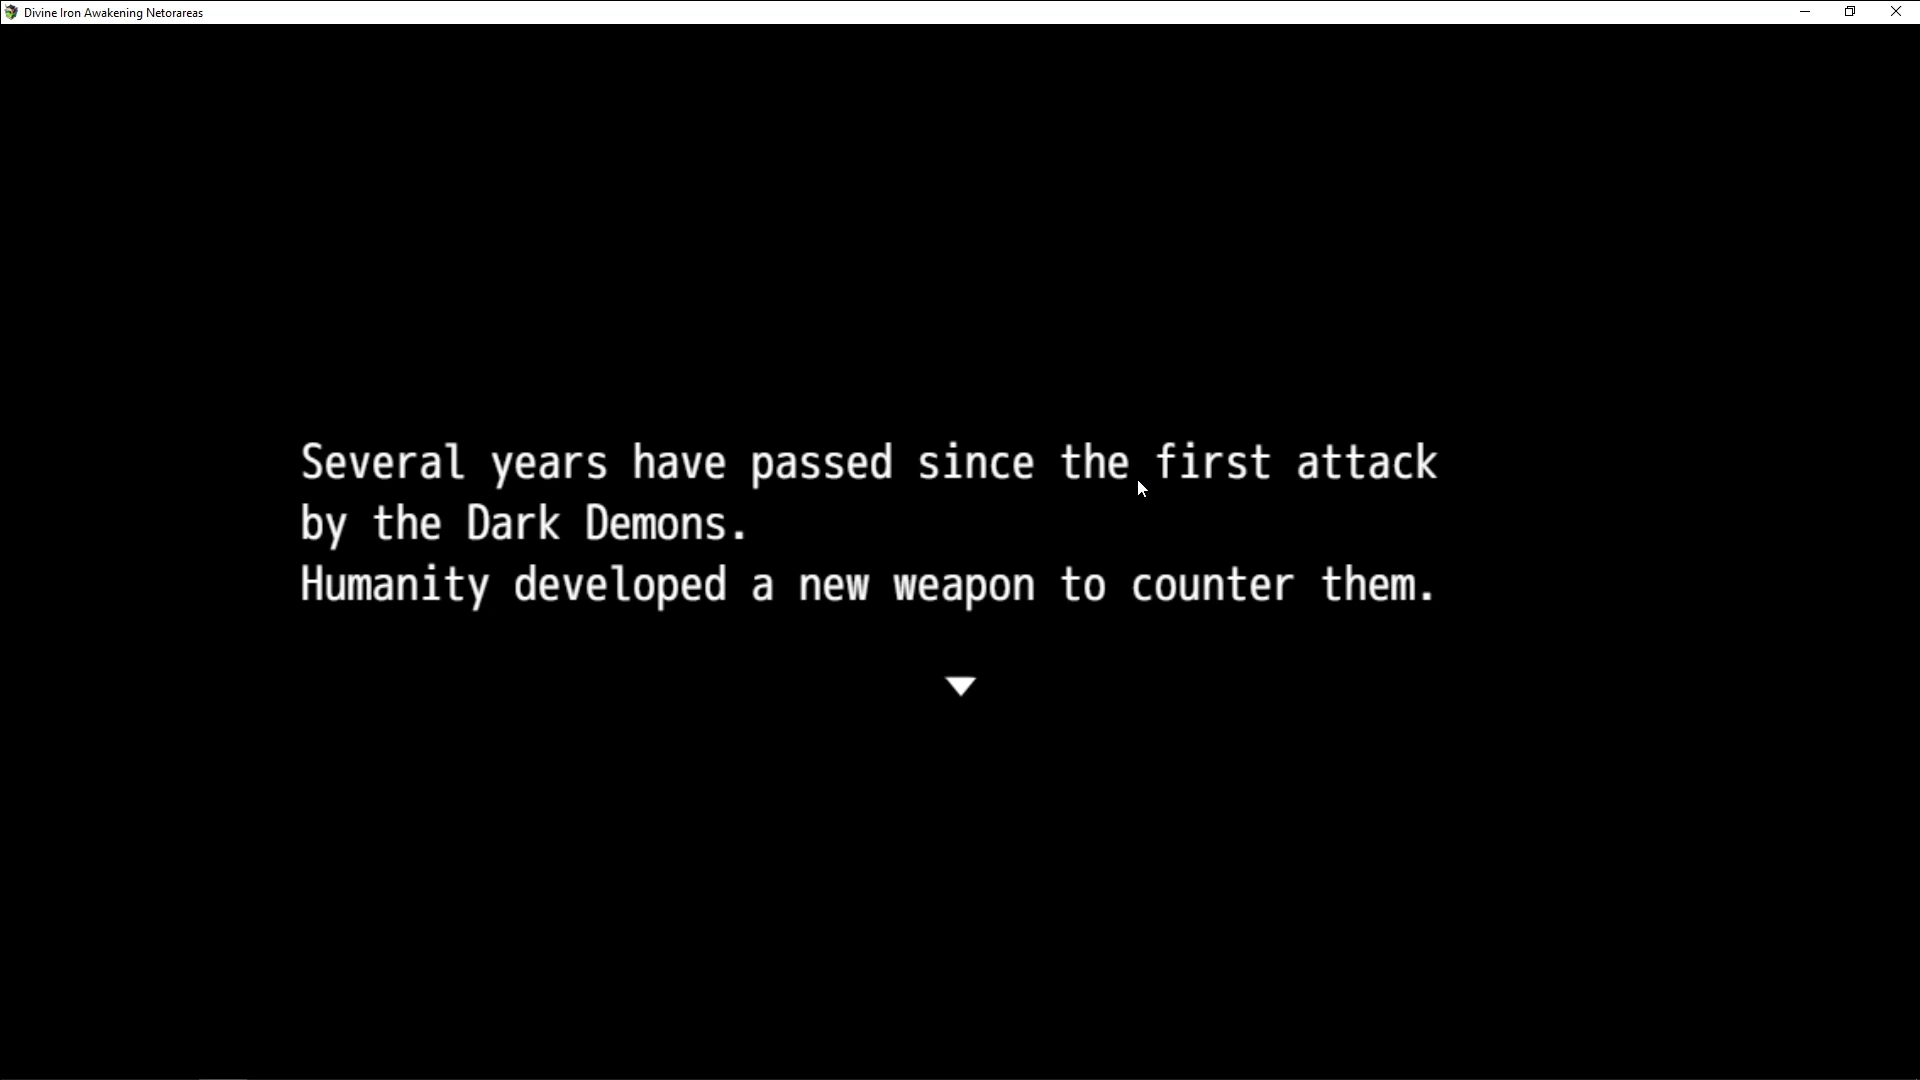 Divine Iron Awakening Netorareas
Several years have passed since the first attack
by the Dark Demons.
Humanity developed a new weapon to counter them.